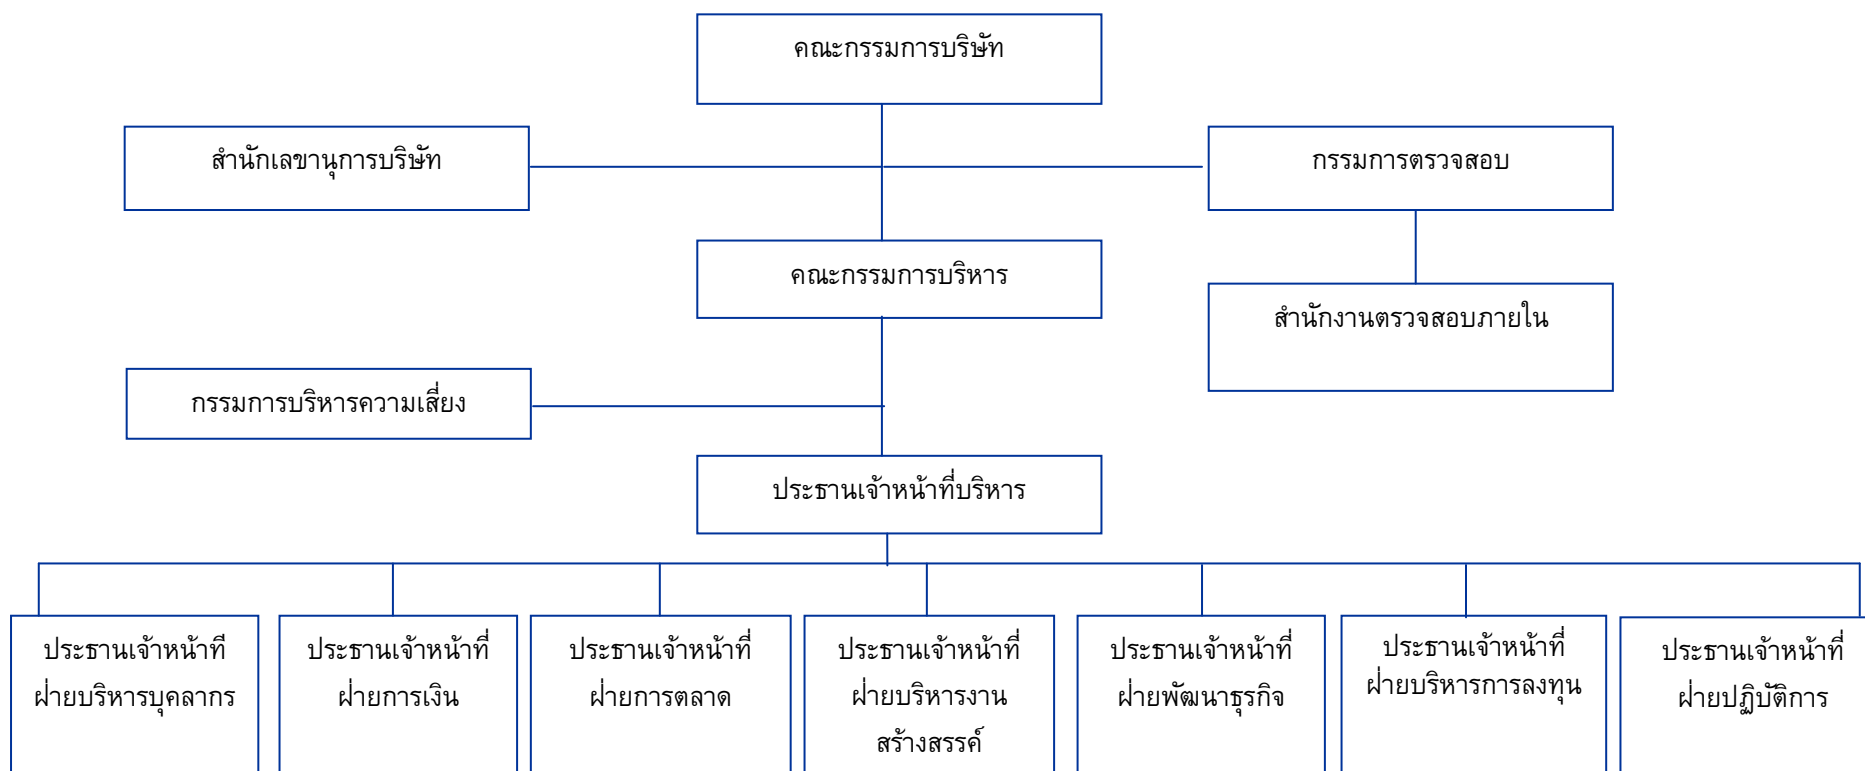 คณะกรรมการบริษัท
สำนักเลขานุการบริษัท
กรรมการตรวจสอบ
คณะกรรมการบริหาร
สำนักงานตรวจสอบภายใน
กรรมการบริหารความเสี่ยง
ประธานเจ้าหน้าที่บริหาร
ประธานเจ้าหน้าที
ฝ่ายบริหารบุคลากร
ประธานเจ้าหน้าที่
ฝ่ายการเงิน
ประธานเจ้าหน้าที่
ฝ่ายการตลาด
ประธานเจ้าหน้าที่
ฝ่ายบริหารงาน
สร้างสรรค์
ประธานเจ้าหน้าที่
ฝ่ายพัฒนาธุรกิจ
ประธานเจ้าหน้าที่
ฝ่ายบริหารการลงทุน
ประธานเจ้าหน้าที่
ฝ่ายปฏิบัติการ